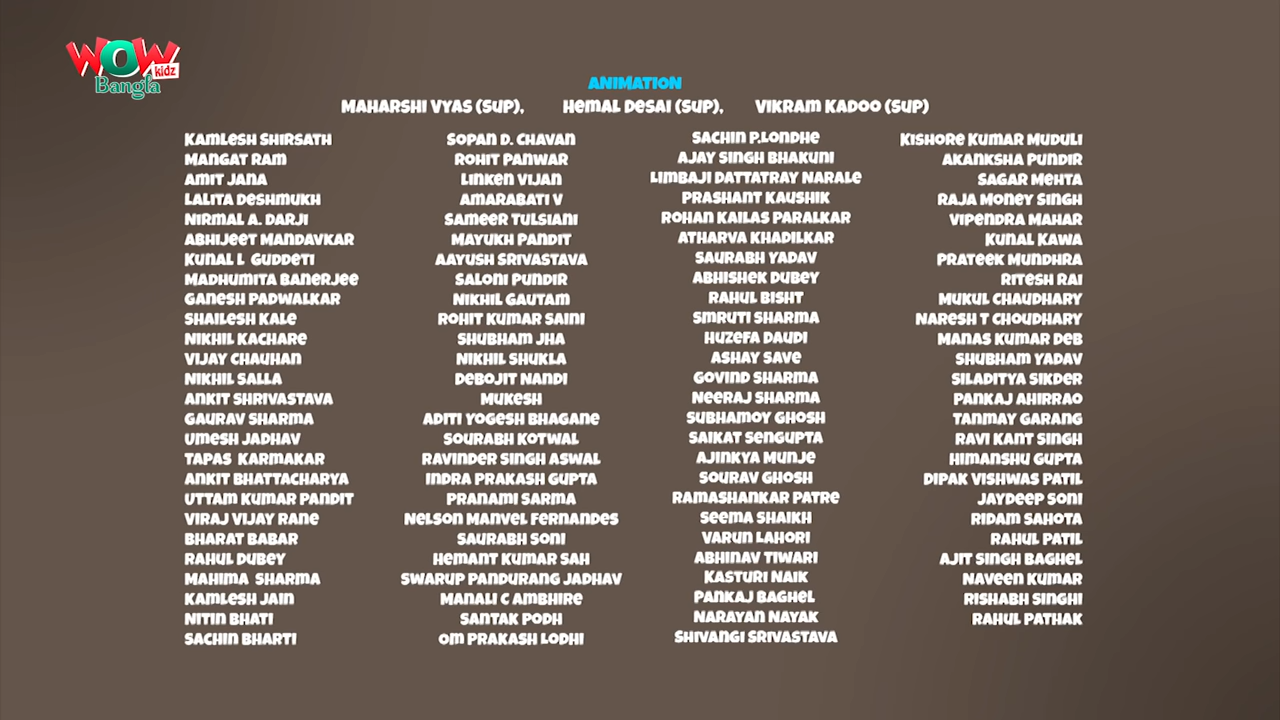 WOW
kidz
Bangla
ANIMATION
MAHARSHI VYAS (SUP), HEMAL DESAI (SUP), VIKRAM KADOO (SUP)
KAMLESH SHIRSATH SOPAN D. CHAVAN SACHIN P.LONDHE KISHORE KUMAR MUDULI
MANGAT RAM ROHIT PANWAR AJAY SINGH BHAKUNI AKANKSHA PUNDIR
AMIT JANA LINKEN VIJAN LIMBAJI DATTATRAY NARALE SAGAR MEHTA
LALITA DESHMUKH AMARABATI V PRASHANT KAUSHIK RAJA MONEY SINGH
NIRMAL A. DARJI SAMEER TULSIANI ROHAN KAILAS PARALKAR VIPENDRA MAHAR
ABHIJEET MANDAVKAR MAYUKH PANDIT ATHARVA KHADILKAR KUNAL KAWA
KUNAL L GUDDETI AAYUSH SRIVASTAVA SAURABH YADAV PRATEEK MUNDHRA
MADHUMITA BANERJEE SALONI PUNDIR ABHISHEK DUBEY RITESH RAI
GANESH PADWALKAR NIKHIL GAUTAM RAHUL BISHT MUKUL CHAUDHARY
SHAILESH KALE ROHIT KUMAR SAINI SMRUTI SHARMA NARESH T CHOUDHARY
NIKHIL KACHARE SHUBHAM JHA HUZEFA DAUDI MANAS KUMAR DEB
VIJAY CHAUHAN NIKHIL SHUKLA ASHAY SAVE SHUBHAM YADAV
NIKHIL SALLA DEBOJIT NANDI GOVIND SHARMA SILADITYA SIKDER
ANKIT SHRIVASTAVA MUKESH NEERAJ SHARMA PANKAJ AHIRRAO
GAURAV SHARMA ADITI YOGESH BHAGANE SUBHAMOY GHOSH TANMAY GARANG
UMESH JADHAV SOURABH KOTWAL SAIKAT SENGUPTA RAVI KANT SINGH
TAPAS KARMAKAR RAVINDER SINGH ASWAL AJINKYA MUNJE HIMANSHU GUPTA
ANKIT BHATTACHARYA INDRA PRAKASH GUPTA SOURAV GHOSH DIPAK VISHWAS PATIL
UTTAM KUMAR PANDIT PRANAMI SARMA RAMASHANKAR PATRE JAYDEEP SONI
VIRAJ VIJAY RANE NELSON MANVEL FERNANDES SEEMA SHAIKH RIDAM SAHOTA
BHARAT BABAR SAURABH SONI VARUN LAHORI RAHUL PATIL
RAHUL DUBEY HEMANT KUMAR SAH ABHINAV TIWARI AJIT SINGH BAGHEL
MAHIMA SHARMA SWARUP PANDURANG JADHAV KASTURI NAIK NAVEEN KUMAR
KAMLESH JAIN MANALI C AMBHIRE PANKAJ BAGHEL RISHABH SINGHI
NITIN BHATI SANTAK PODH NARAYAN NAYAK RAHUL PATHAK
SACHIN BHARTI OM PRAKASH LODHI SHIVANGI SRIVASTAVA